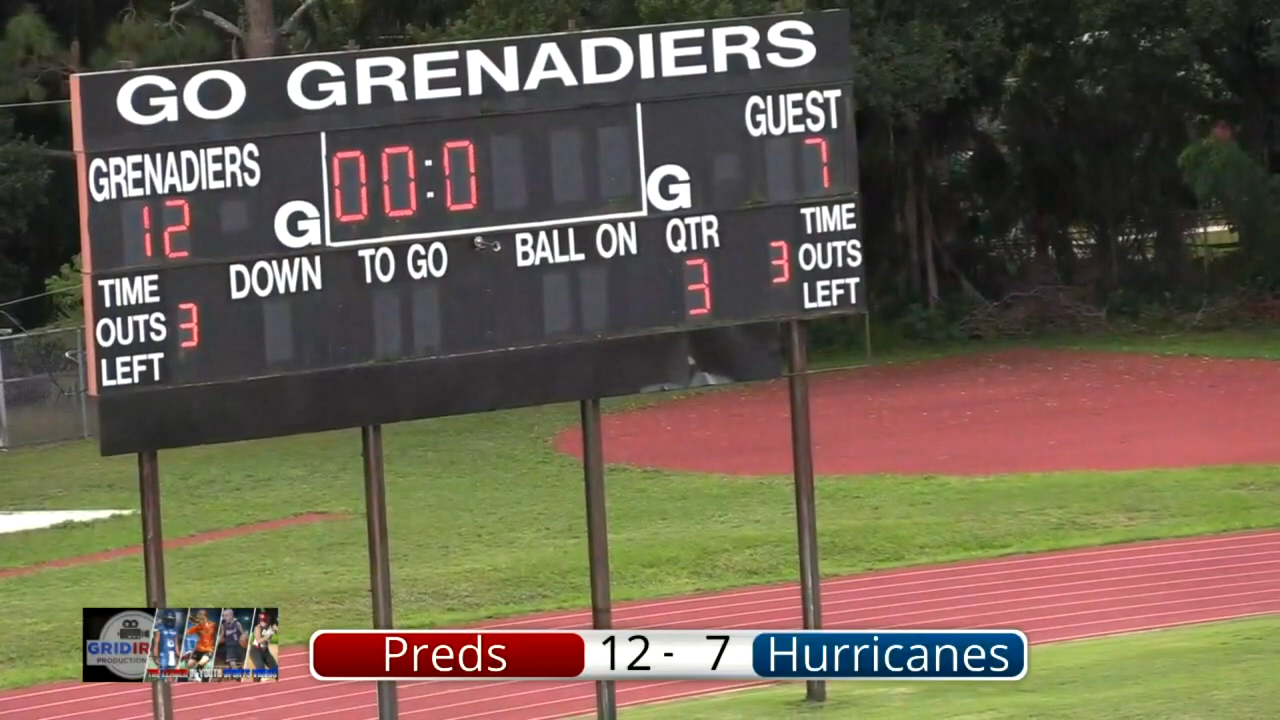 GO GRENADIERS
GRENADIERS
12
G
00:0
G
GUEST
7
TIME
OUTS 3
LEFT
DOWN
TO GO
BALL ON
QTR
3
TIME
3 OUTS
LEFT
GRIDIR
PRODUCTION
Preds 12 - 7 Hurricanes